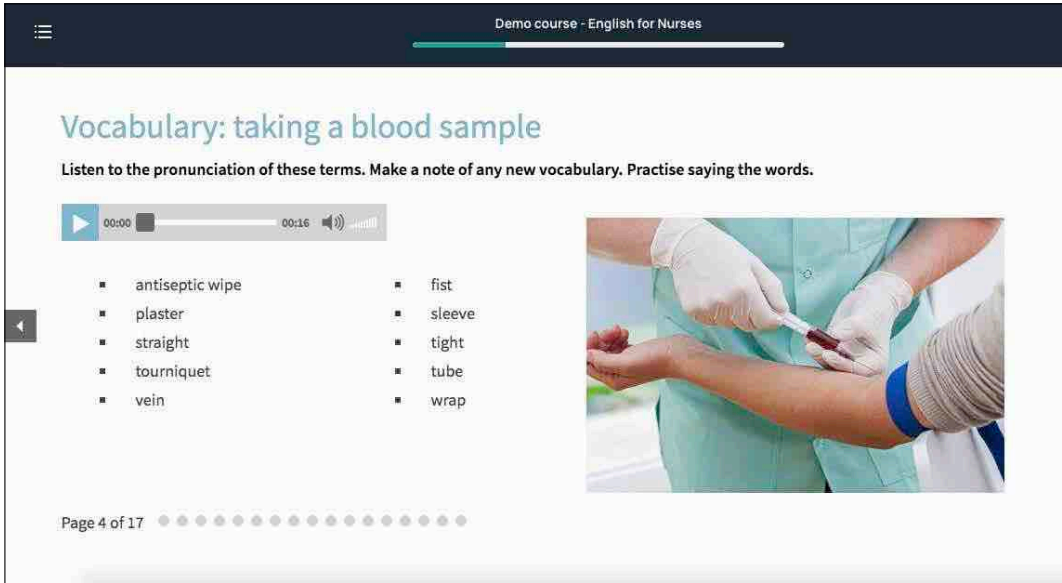 Demo course - English for Nurses
Vocabulary: taking a blood sample
Listen to the pronunciation of these terms. Make a note of any new vocabulary. Practise saying the words.
00:00 00:16
antiseptic wipe
plaster
straight
tourniquet
vein
fist
sleeve
tight
tube
wrap
Page 4 of 17